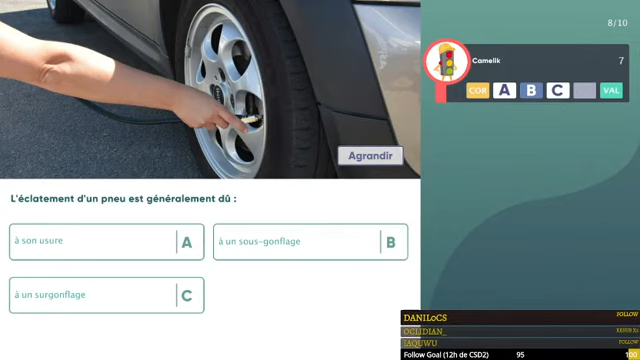 8/10
Camelik 7
COR A B C VAL
Agrandir
L'éclatement d'un pneu est généralement dû :
à son usure A
à un sous-gonflage B
à un surgonflage C
DANILoCS FOLLOW
OCLIDIAN_
IAQUWU FOLLOW
Follow Goal (12h de CSD2) 95 100